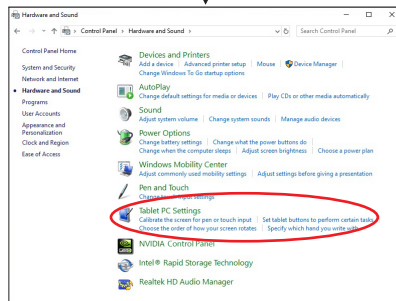 Hardware and Sound
Control Panel > Hardware and Sound >
Search Control Panel
Control Panel Home
System and Security
Network and Internet
Hardware and Sound
Programs
User Accounts
Appearance and
Personalization
Clock and Region
Ease of Access
Devices and Printers
Add a device | Advanced printer setup | Mouse | Device Manager
Change Windows To Go startup options
AutoPlay
Change default settings for media or devices | Play CDs or other media automatically
Sound
Adjust system volume | Change system sounds | Manage audio devices
Power Options
Change battery settings | Change what the power buttons do
Change when the computer sleeps | Adjust screen brightness | Choose a power plan
Windows Mobility Center
Adjust commonly used mobility settings | Adjust settings before giving a presentation
Pen and Touch
Change touch input settings
Tablet PC Settings
Calibrate the screen for pen or touch input | Set tablet buttons to perform certain tasks
Choose the order of how your screen rotates | Specify which hand you write with
NVIDIA Control Panel
Intel® Rapid Storage Technology
Realtek HD Audio Manager